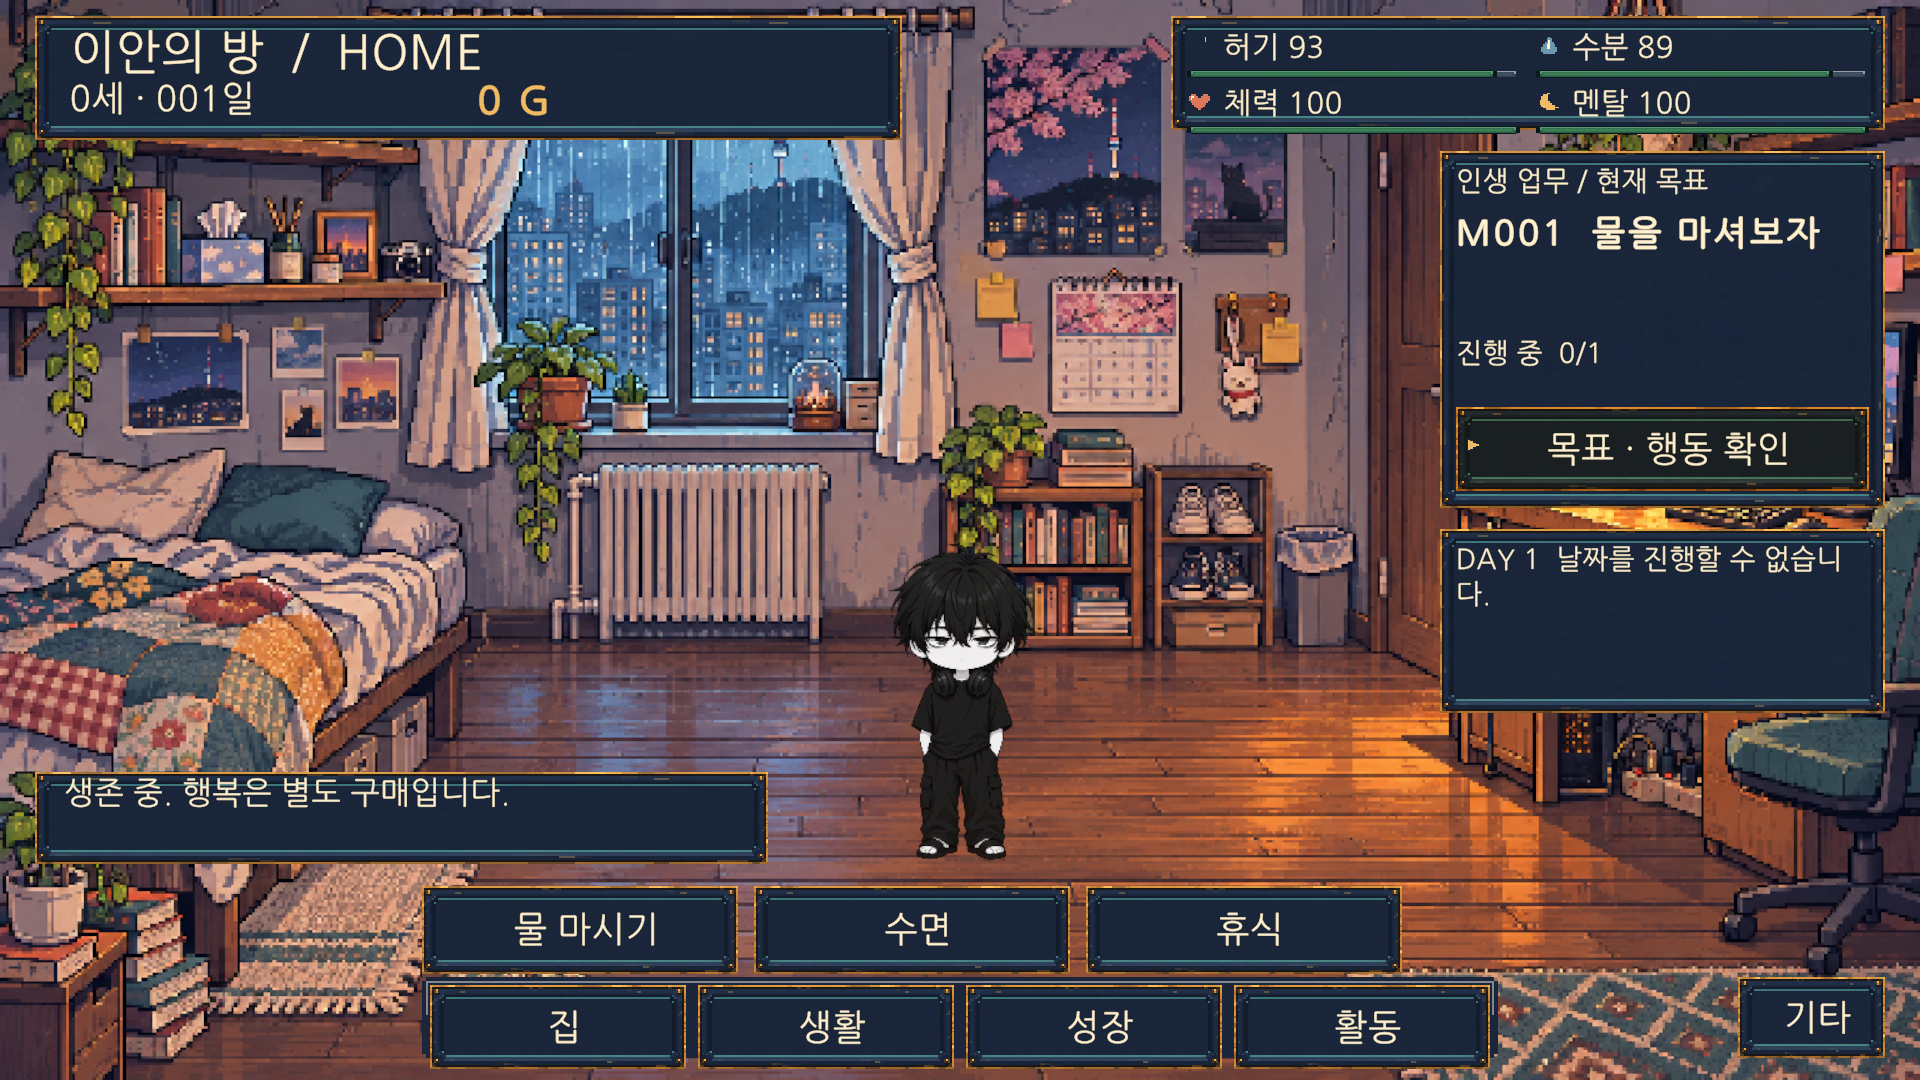 이안의 방 / HOME
0세 · 001일
0 G
허기 93
수분 89
체력 100
멘탈 100
인생 업무 / 현재 목표
M001 물을 마셔보자
진행 중 0/1
목표 · 행동 확인
DAY 1 날짜를 진행할 수 없습니
다.
생존 중. 행복은 별도 구매입니다.
물 마시기
수면
휴식
집
생활
성장
활동
기타